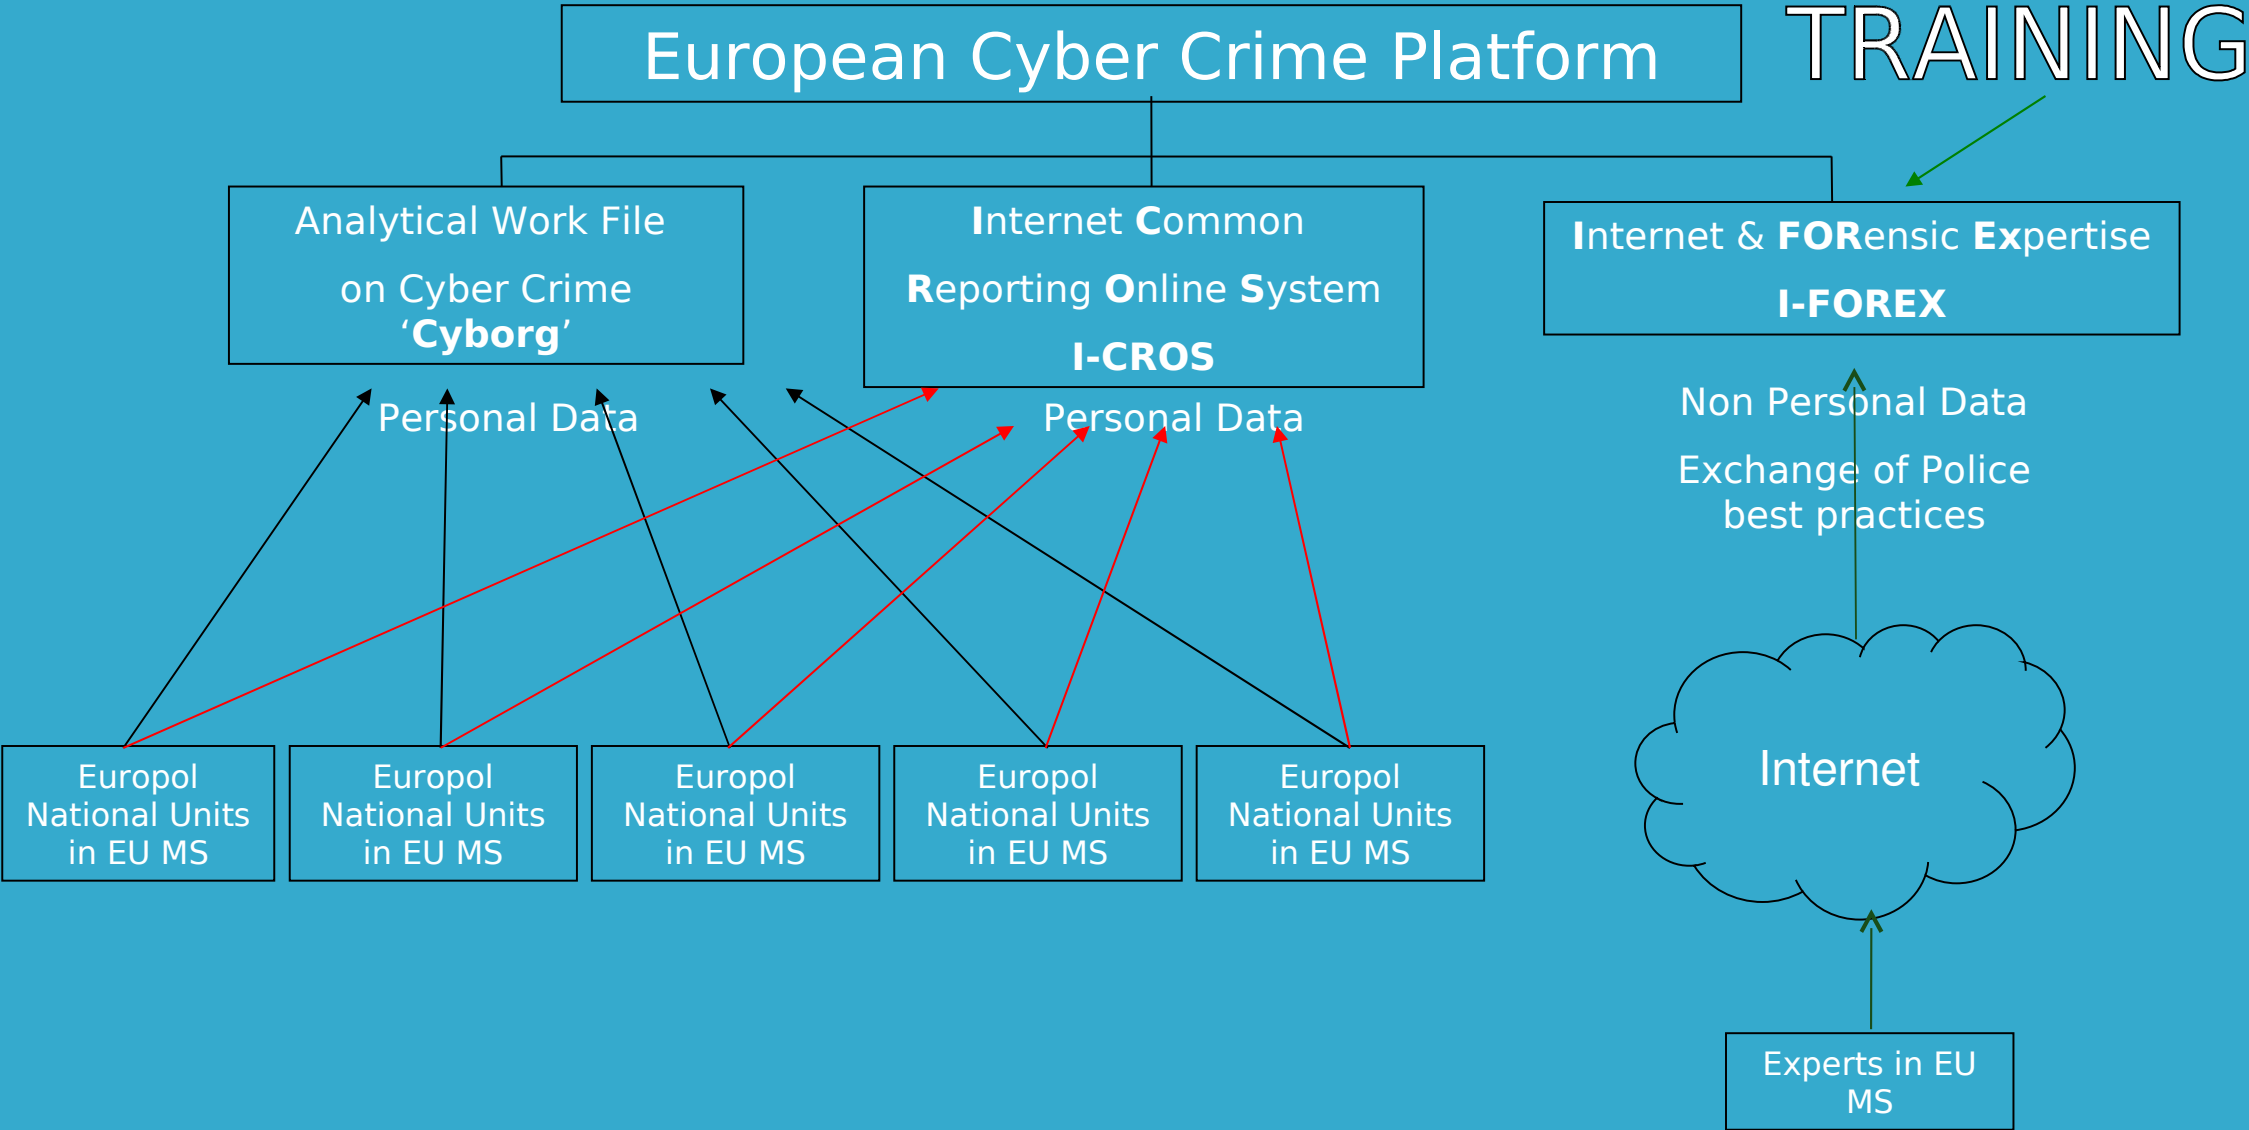 European Cyber Crime Platform
TRAINING
Analytical Work File
on Cyber Crime
‘Cyborg’
Internet Common
Reporting Online System
I-CROS
Internet & FORensic Expertise
I-FOREX
Personal Data
Personal Data
Non Personal Data
Exchange of Police
best practices
Europol
National Units
in EU MS
Europol
National Units
in EU MS
Europol
National Units
in EU MS
Europol
National Units
in EU MS
Europol
National Units
in EU MS
Internet
Experts in EU
MS